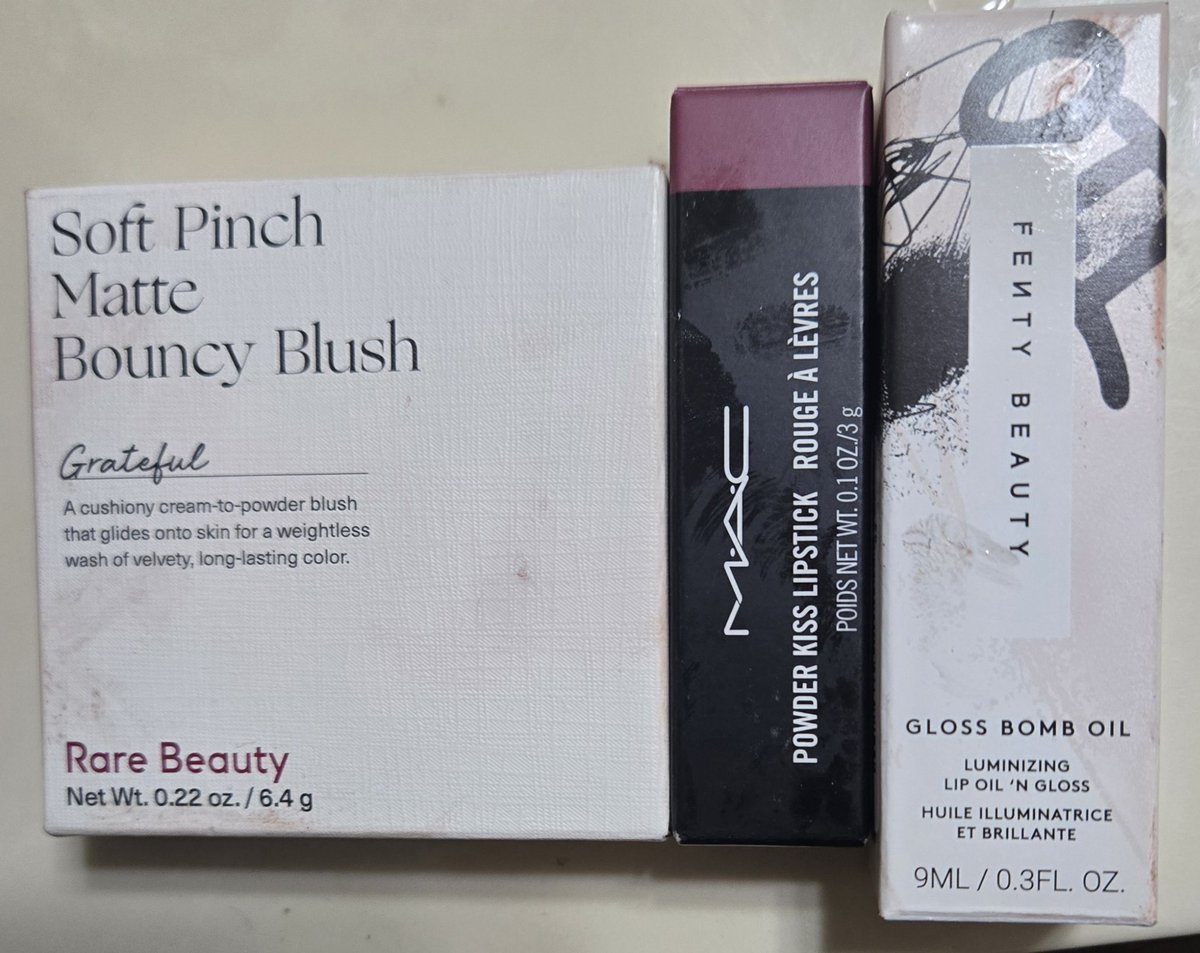 Soft Pinch
Matte
Bouncy Blush
Grateful
A cushiony cream-to-powder blush
that glides onto skin for a weightless
wash of velvety, long-lasting color.
Rare Beauty
Net Wt. 0.22 oz. / 6.4 g
M·A·C
POWDER KISS LIPSTICK ROUGE À LÈVRES
POIDS NET WT. 0.1 OZ./3 g
FENTY BEAUTY
GLOSS BOMB OIL
LUMINIZING
LIP OIL 'N GLOSS
HUILE ILLUMINATRICE
ET BRILLANTE
9ML / 0.3FL. OZ.